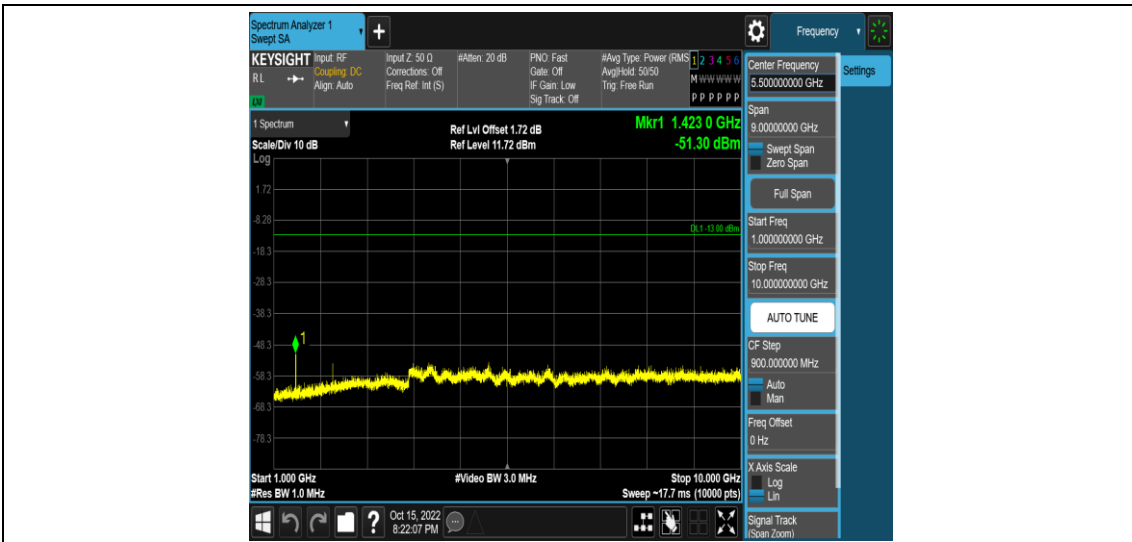 Spectrum Analyzer 1
Swept SA
+
Frequency
KEYSIGHT
RL
LXI
Input: RF
Coupling: DC
Align: Auto
Input Z: 50 Ω
Corrections: Off
Freq Ref: Int (S)
#Atten: 20 dB
PNO: Fast
Gate: Off
IF Gain: Low
Sig Track: Off
#Avg Type: Power (RMS
Avg|Hold: 50/50
Trig: Free Run
1 2 3 4 5 6
M W W W W W
P P P P P P
Center Frequency
5.500000000 GHz
Settings
1 Spectrum
Scale/Div 10 dB
Log
Ref Lvl Offset 1.72 dB
Ref Level 11.72 dBm
Mkr1 1.423 0 GHz
-51.30 dBm
1.72
-8.28
-18.3
-28.3
-38.3
-48.3
-58.3
-68.3
-78.3
DL1 -13.00 dBm
1
Start 1.000 GHz
#Res BW 1.0 MHz
#Video BW 3.0 MHz
Stop 10.000 GHz
Sweep ~17.7 ms (10000 pts)
Span
9.00000000 GHz
Swept Span
Zero Span
Full Span
Start Freq
1.000000000 GHz
Stop Freq
10.000000000 GHz
AUTO TUNE
CF Step
900.000000 MHz
Auto
Man
Freq Offset
0 Hz
X Axis Scale
Log
Lin
Signal Track
(Span Zoom)
?
Oct 15, 2022
8:22:07 PM